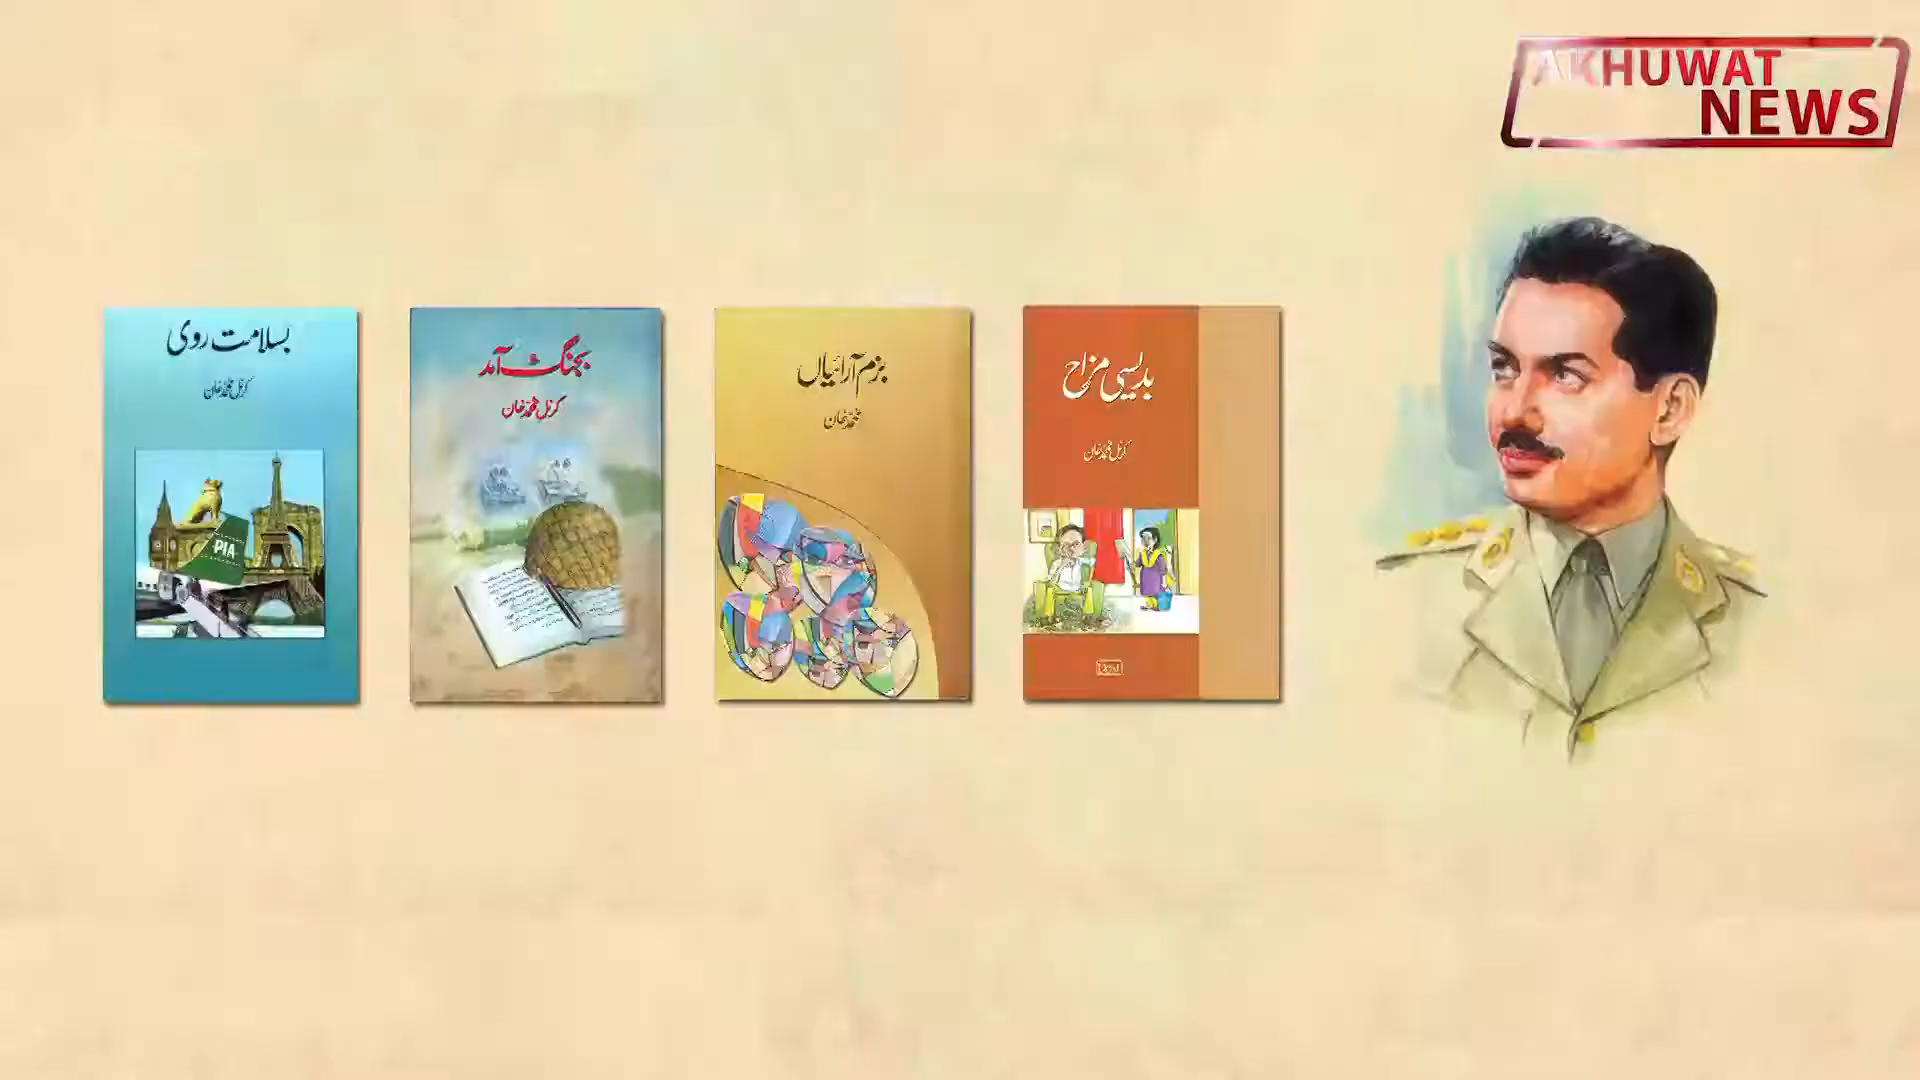 AKHUWAT
NEWS
بسلامت روی
کرنل محمد خان
PIA
بجنگ آمد
کرنل محمد خان
بزم آرائیاں
محمد خان
بدیسی مزاح
کرنل محمد خان